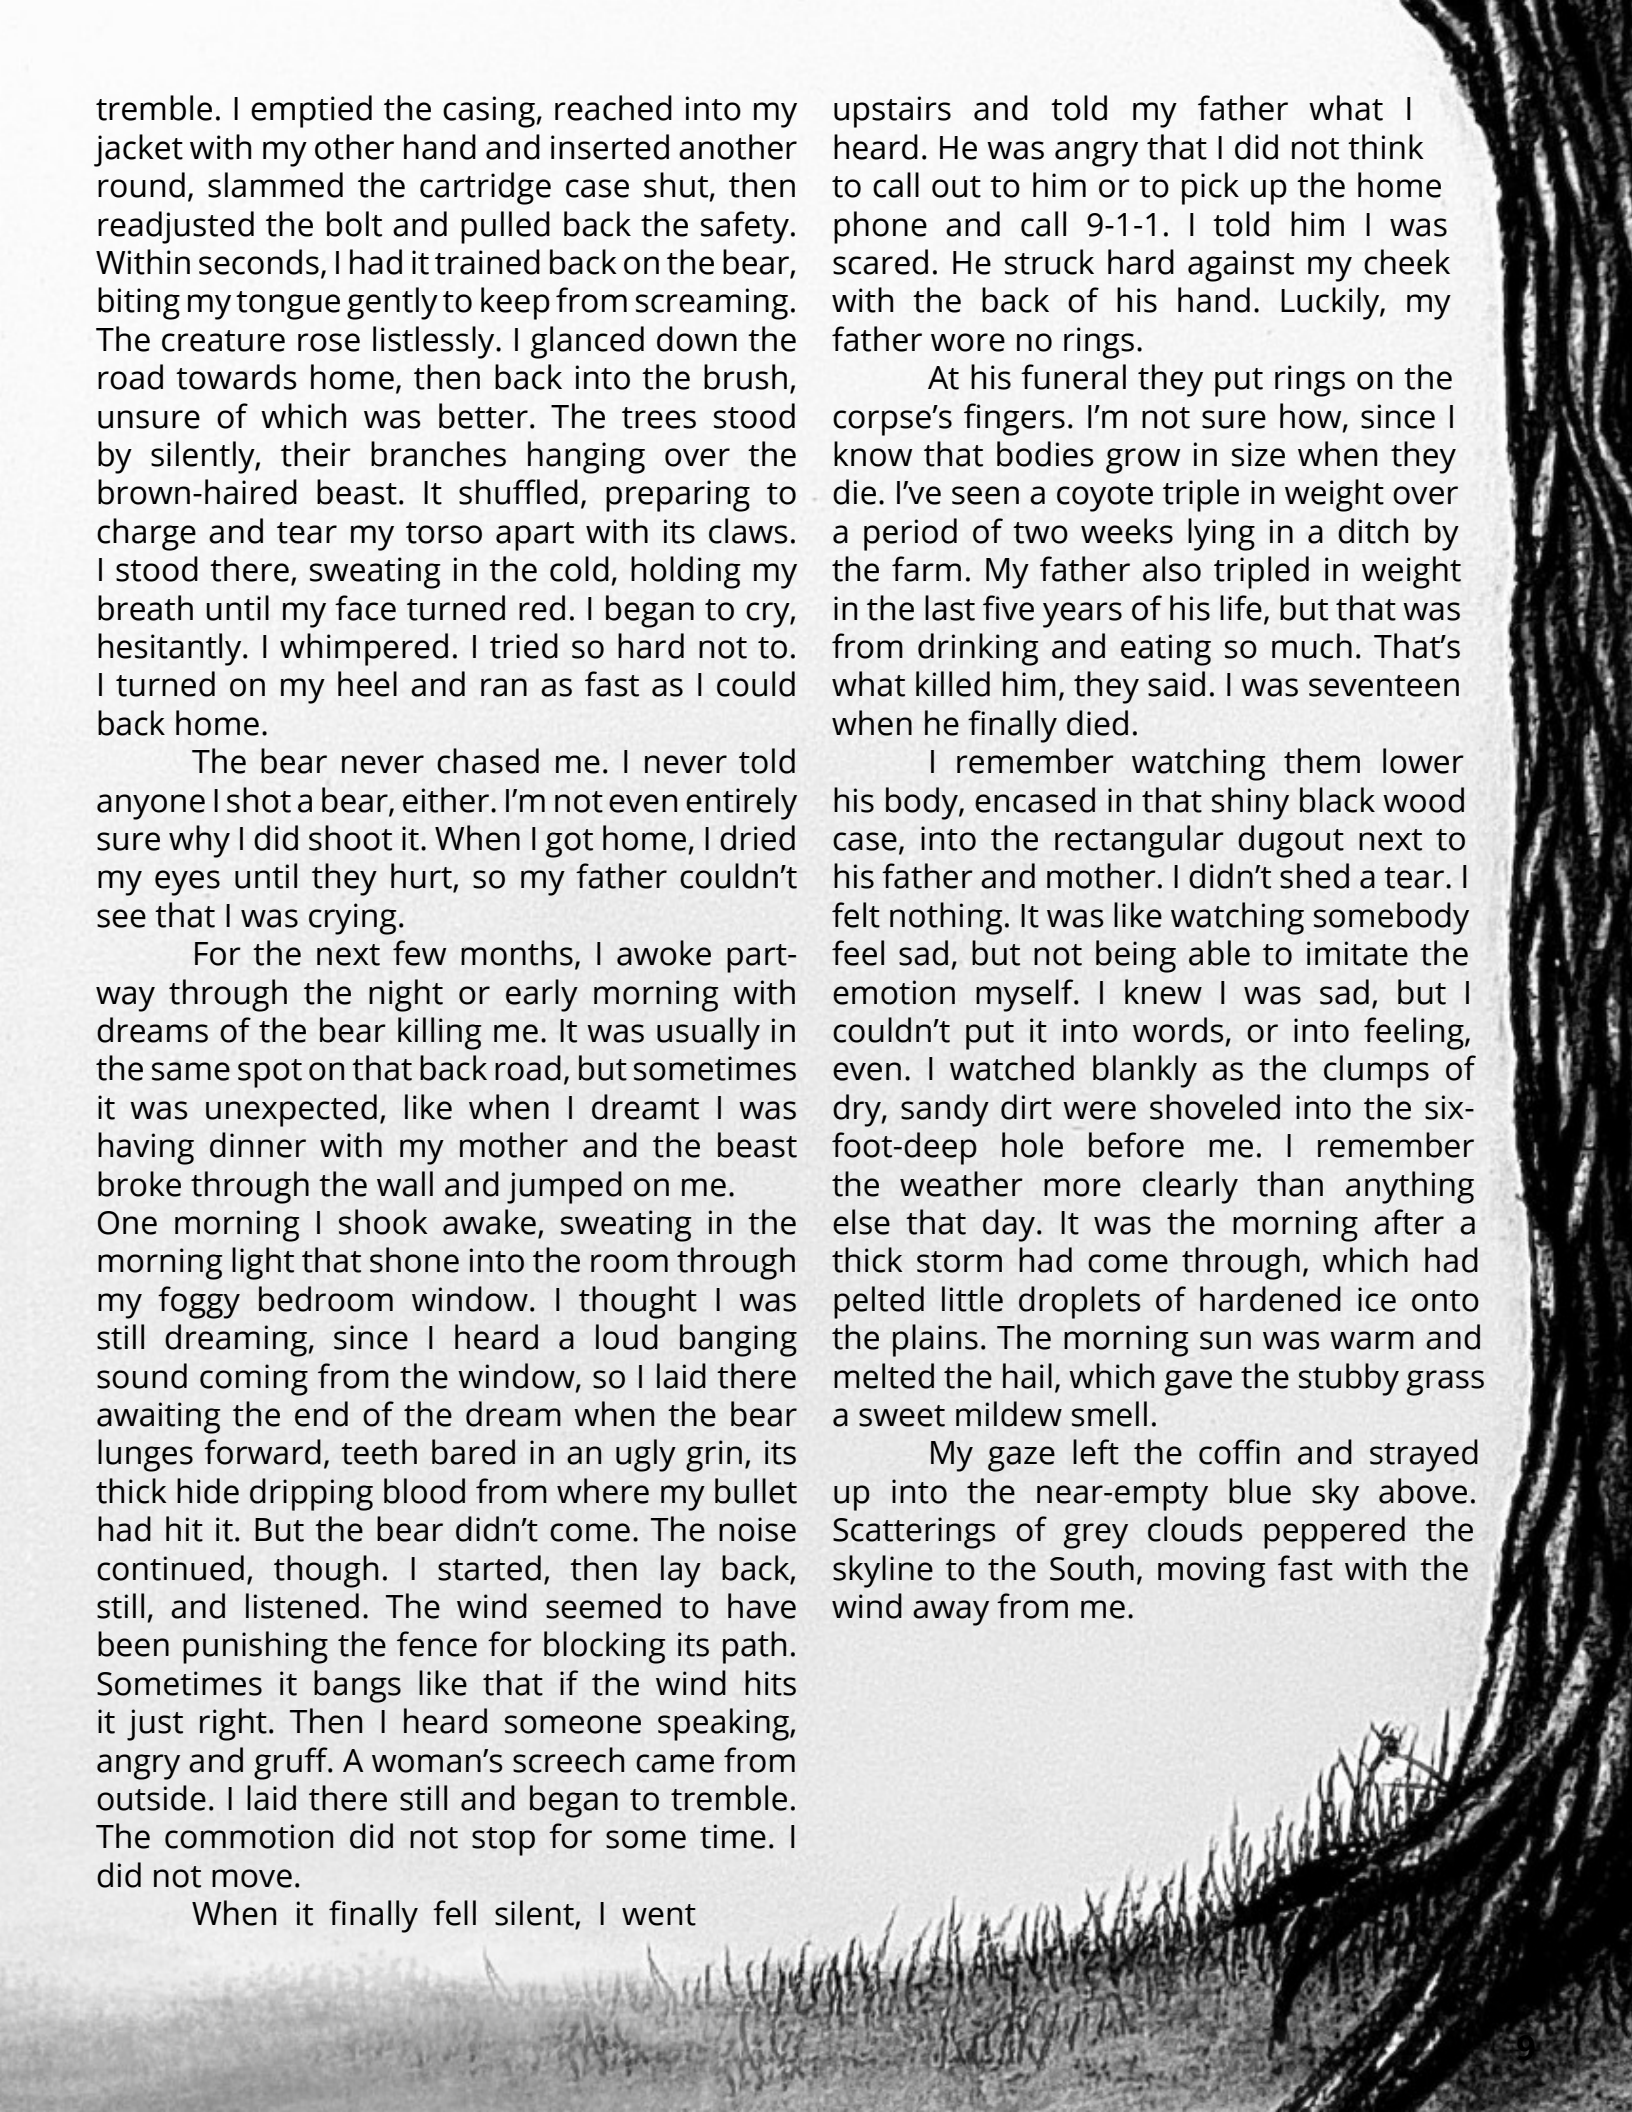 tremble. I emptied the casing, reached into my
jacket with my other hand and inserted another
round, slammed the cartridge case shut, then
readjusted the bolt and pulled back the safety.
Within seconds, I had it trained back on the bear,
biting my tongue gently to keep from screaming.
The creature rose listlessly. I glanced down the
road towards home, then back into the brush,
unsure of which was better. The trees stood
by silently, their branches hanging over the
brown-haired beast. It shuffled, preparing to
charge and tear my torso apart with its claws.
I stood there, sweating in the cold, holding my
breath until my face turned red. I began to cry,
hesitantly. I whimpered. I tried so hard not to.
I turned on my heel and ran as fast as I could
back home.
The bear never chased me. I never told
anyone I shot a bear, either. I'm not even entirely
sure why I did shoot it. When I got home, I dried
my eyes until they hurt, so my father couldn't
see that I was crying.
For the next few months, I awoke part-
way through the night or early morning with
dreams of the bear killing me. It was usually in
the same spot on that back road, but sometimes
it was unexpected, like when I dreamt I was
having dinner with my mother and the beast
broke through the wall and jumped on me.
One morning I shook awake, sweating in the
morning light that shone into the room through
my foggy bedroom window. I thought I was
still dreaming, since I heard a loud banging
sound coming from the window, so I laid there
awaiting the end of the dream when the bear
lunges forward, teeth bared in an ugly grin, its
thick hide dripping blood from where my bullet
had hit it. But the bear didn't come. The noise
continued, though. I started, then lay back,
still, and listened. The wind seemed to have
been punishing the fence for blocking its path.
Sometimes it bangs like that if the wind hits
it just right. Then I heard someone speaking,
angry and gruff. A woman's screech came from
outside. I laid there still and began to tremble.
The commotion did not stop for some time. I
did not move.
When it finally fell silent, I went
upstairs and told my father what I
heard. He was angry that I did not think
to call out to him or to pick up the home
phone and call 9-1-1. I told him I was
scared. He struck hard against my cheek
with the back of his hand. Luckily, my
father wore no rings.
At his funeral they put rings on the
corpse's fingers. I'm not sure how, since I
know that bodies grow in size when they
die. I've seen a coyote triple in weight over
a period of two weeks lying in a ditch by
the farm. My father also tripled in weight
in the last five years of his life, but that was
from drinking and eating so much. That's
what killed him, they said. I was seventeen
when he finally died.
I remember watching them lower
his body, encased in that shiny black wood
case, into the rectangular dugout next to
his father and mother. I didn't shed a tear. I
felt nothing. It was like watching somebody
feel sad, but not being able to imitate the
emotion myself. I knew I was sad, but I
couldn't put it into words, or into feeling,
even. I watched blankly as the clumps of
dry, sandy dirt were shoveled into the six-
foot-deep hole before me. I remember
the weather more clearly than anything
else that day. It was the morning after a
thick storm had come through, which had
pelted little droplets of hardened ice onto
the plains. The morning sun was warm and
melted the hail, which gave the stubby grass
a sweet mildew smell.
My gaze left the coffin and strayed
up into the near-empty blue sky above.
Scatterings of grey clouds peppered the
skyline to the South, moving fast with the
wind away from me.
9